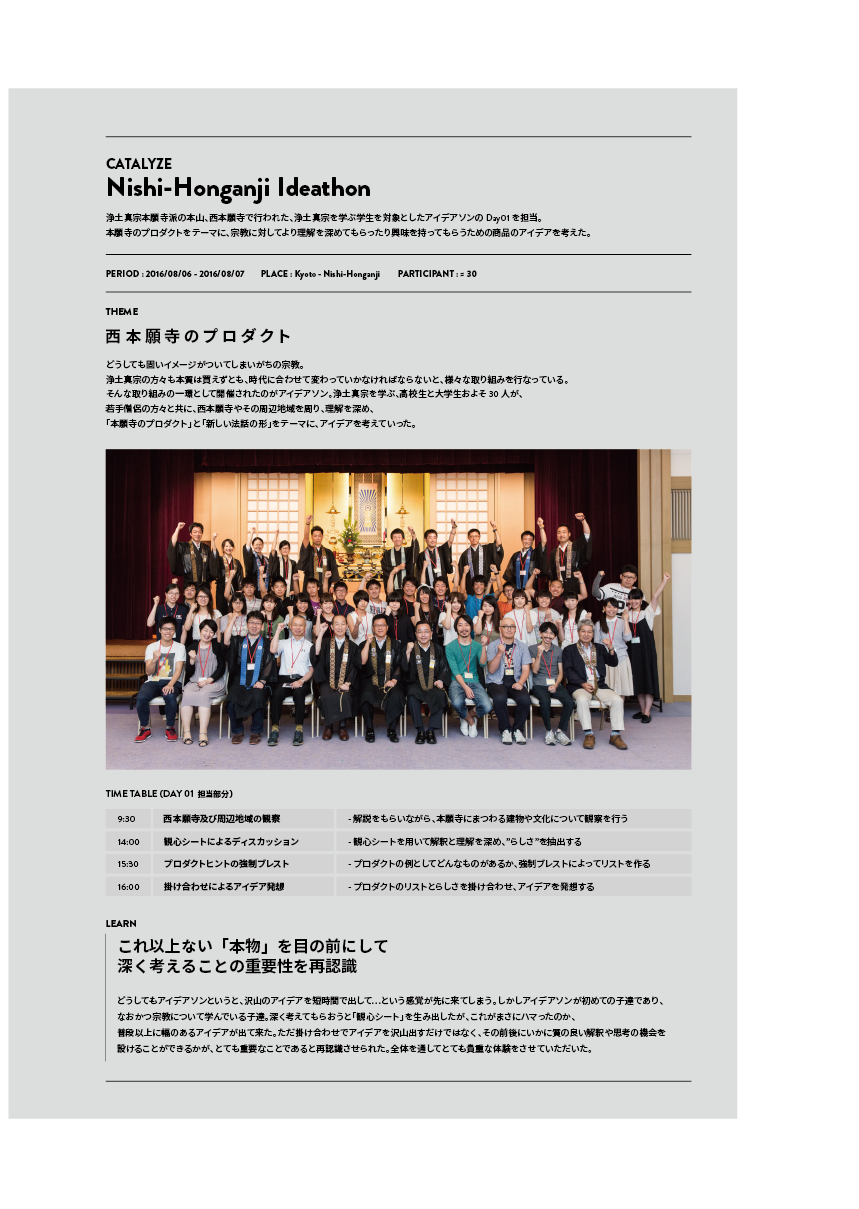 CATALYZE
Nishi-Honganji Ideathon
浄土真宗本願寺派の本山、西本願寺で行われた、浄土真宗を学ぶ学生を対象としたアイデアソンの Day01 を担当。
本願寺のプロダクトをテーマに、宗教に対してより理解を深めてもらったり興味を持ってもらうための商品のアイデアを考えた。
PERIOD : 2016/08/06 - 2016/08/07 PLACE : Kyoto - Nishi-Honganji PARTICIPANT : ≠ 30
THEME
西本願寺のプロダクト
どうしても固いイメージがついてしまいがちの宗教。
浄土真宗の方々も本質は買えずとも、時代に合わせて変わっていかなければならないと、様々な取り組みを行なっている。
そんな取り組みの一環として開催されたのがアイデアソン。浄土真宗を学ぶ、高校生と大学生およそ 30 人が、
若手僧侶の方々と共に、西本願寺やその周辺地域を周り、理解を深め、
「本願寺のプロダクト」と「新しい法話の形」をテーマに、アイデアを考えていった。
TIME TABLE (DAY 01 担当部分)
9:30 西本願寺及び周辺地域の観察 - 解説をもらいながら、本願寺にまつわる建物や文化について観察を行う
14:00 観心シートによるディスカッション - 観心シートを用いて解釈と理解を深め、”らしさ”を抽出する
15:30 プロダクトヒントの強制ブレスト - プロダクトの例としてどんなものがあるか、強制ブレストによってリストを作る
16:00 掛け合わせによるアイデア発想 - プロダクトのリストとらしさを掛け合わせ、アイデアを発想する
LEARN
これ以上ない「本物」を目の前にして
深く考えることの重要性を再認識
どうしてもアイデアソンというと、沢山のアイデアを短時間で出して…という感覚が先に来てしまう。しかしアイデアソンが初めての子達であり、
なおかつ宗教について学んでいる子達。深く考えてもらおうと「観心シート」を生み出したが、これがまさにハマったのか、
普段以上に幅のあるアイデアが出て来た。ただ掛け合わせでアイデアを沢山出すだけではなく、その前後にいかに質の良い解釈や思考の機会を
設けることができるかが、とても重要なことであると再認識させられた。全体を通してとても貴重な体験をさせていただいた。